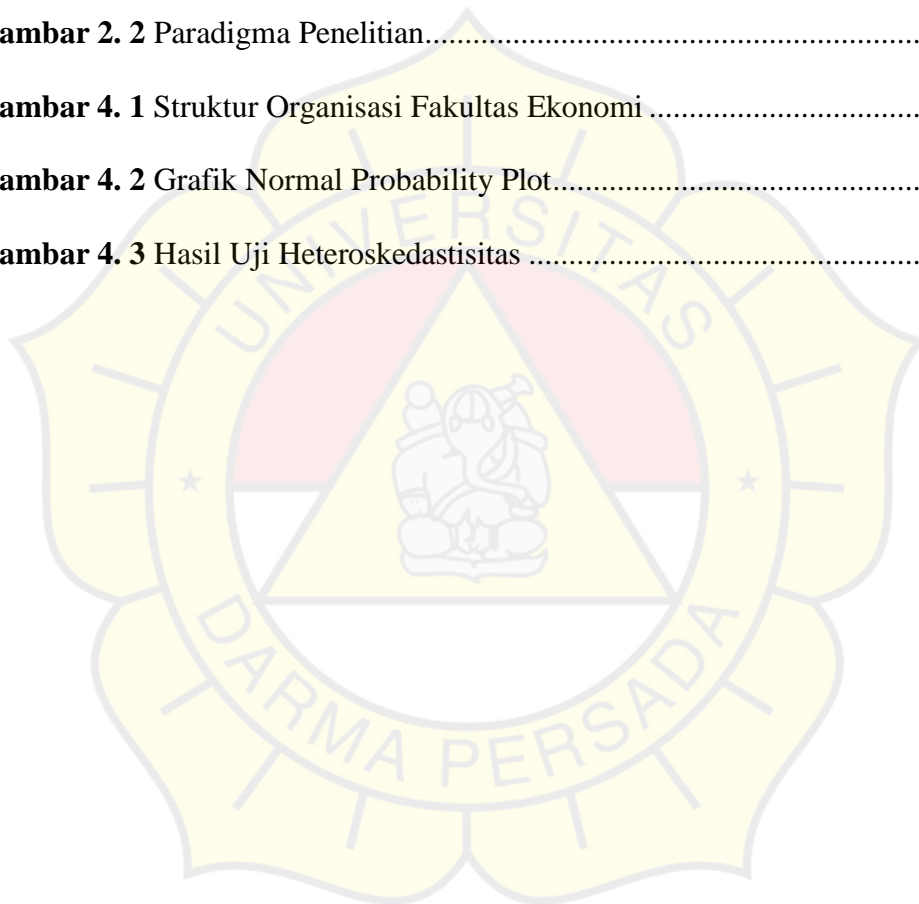 ambar 2. 2 Paradigma Penelitian....................................................................
ambar 4. 1 Struktur Organisasi Fakultas Ekonomi ..................................
ambar 4. 2 Grafik Normal Probability Plot..............................................
ambar 4. 3 Hasil Uji Heteroskedastisitas .................................................
UNIVERSITAS
DARMA PERSADA